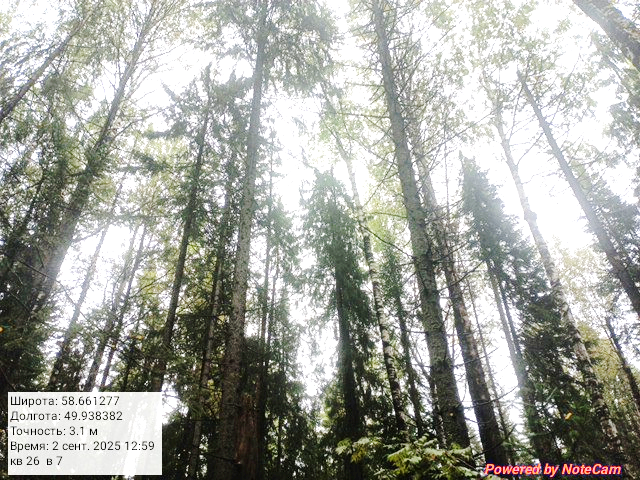 Широта: 58.661277
Долгота: 49.938382
Точность: 3.1 м
Время: 2 сент. 2025 12:59
кв 26 в 7
Powered by NoteCam